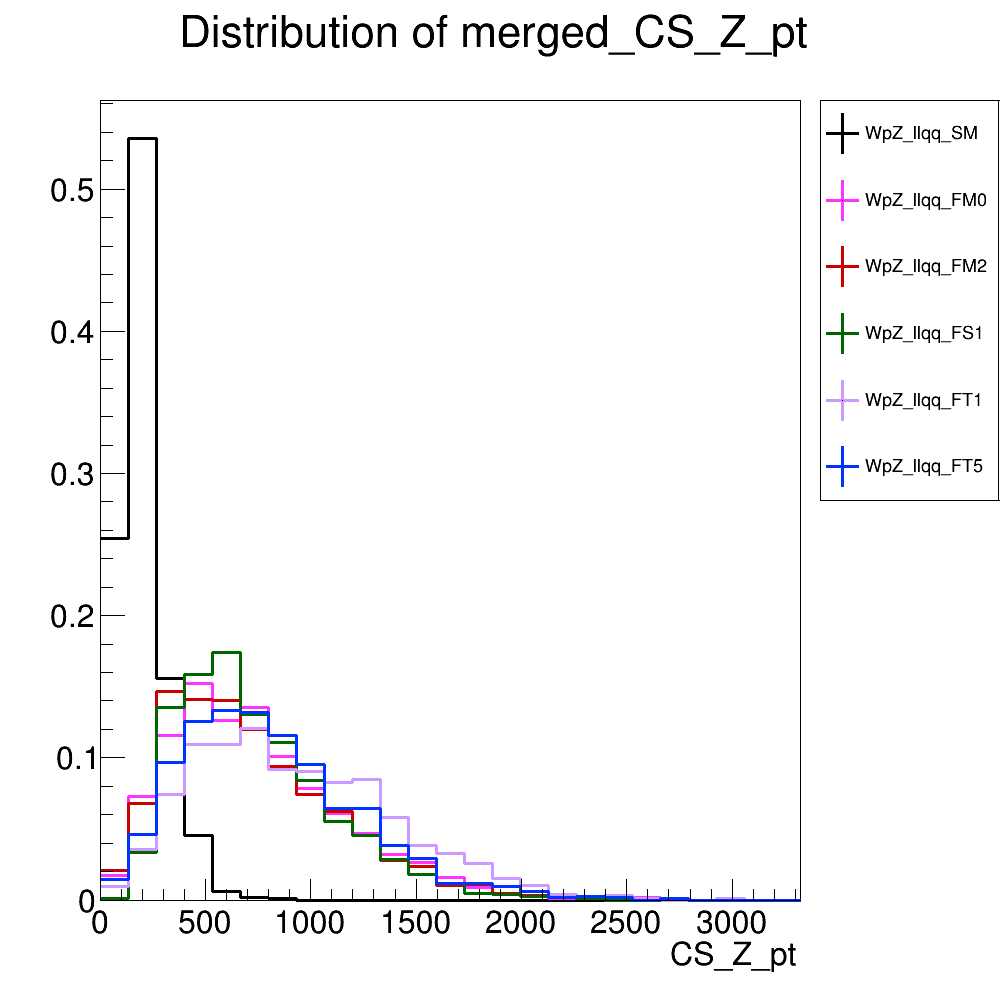 Distribution of merged_CS_Z_pt
WpZ_llqq_SM
WpZ_llqq_FM0
WpZ_llqq_FM2
WpZ_llqq_FS1
WpZ_llqq_FT1
WpZ_llqq_FT5
0.5
0.4
0.3
0.2
0.1
0
0 500 1000 1500 2000 2500 3000
CS_Z_pt